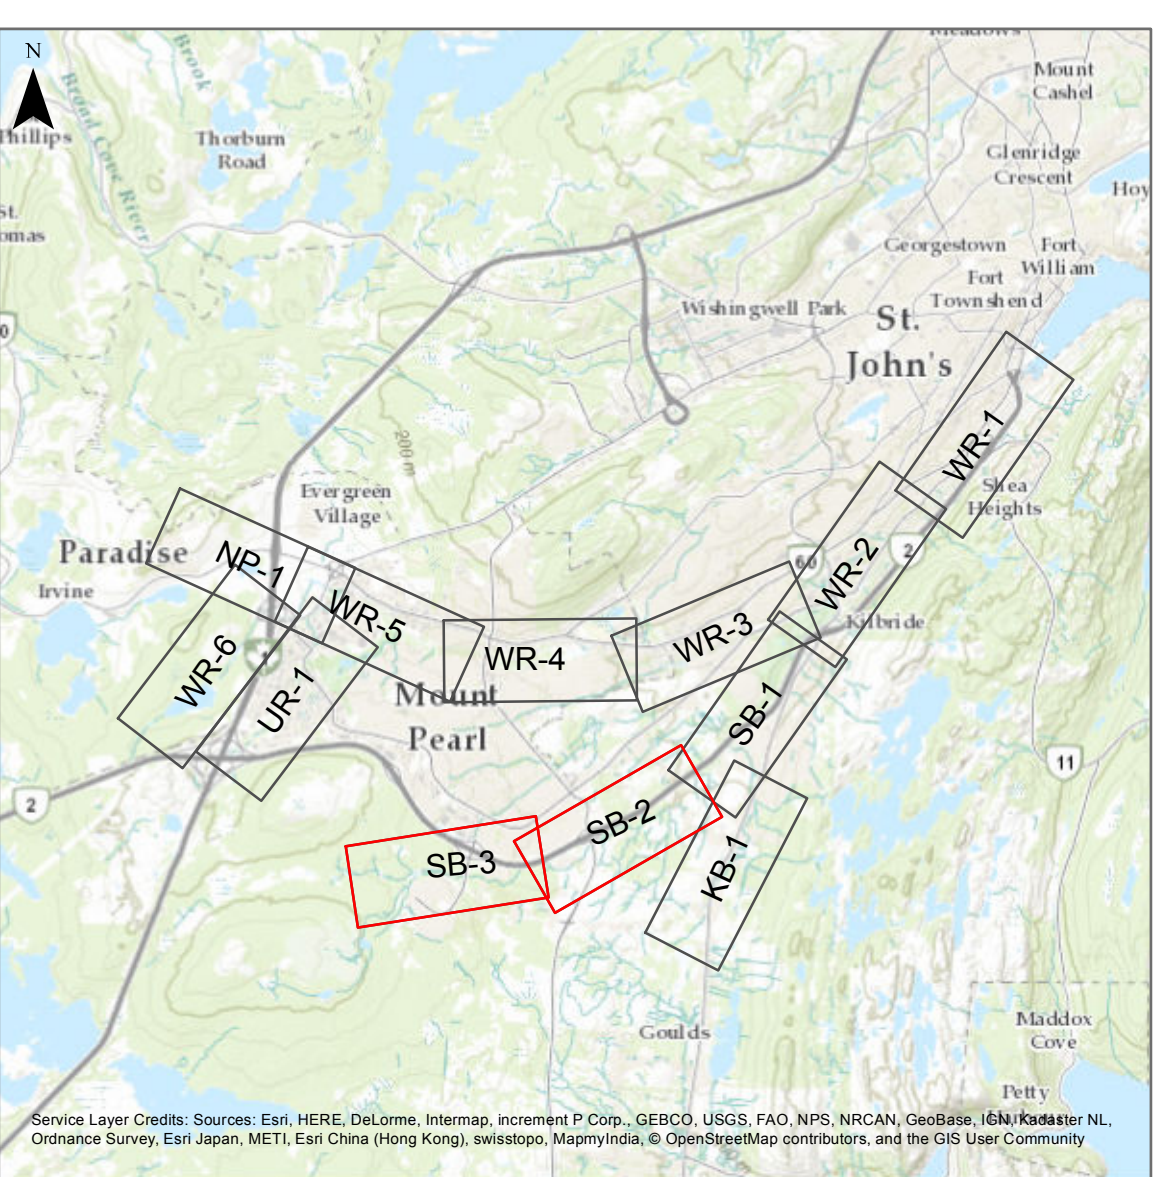 Meadows
N
Brook
Mount
Cashel
Broad Cove River
Phillips
Thorburn
Road
Glenridge
Crescent
Hoy
St.
omas
Georgestown
Fort
William
Fort
Townshend
Wishingwell Park
St.
John's
0
200 m
WR-1
Evergreen
Village
Shea
Heights
Paradise
NP-1
60
2
WR-2
Irvine
WR-5
Kilbride
WR-3
WR-4
WR-6
1
UR-1
Mount
Pearl
SB-1
11
2
SB-2
SB-3
KB-1
Goulds
Maddox
Cove
Petty
Service Layer Credits: Sources: Esri, HERE, DeLorme, Intermap, increment P Corp., GEBCO, USGS, FAO, NPS, NRCAN, GeoBase, IGN, Kadaster NL,
Ordnance Survey, Esri Japan, METI, Esri China (Hong Kong), swisstopo, MapmyIndia, © OpenStreetMap contributors, and the GIS User Community